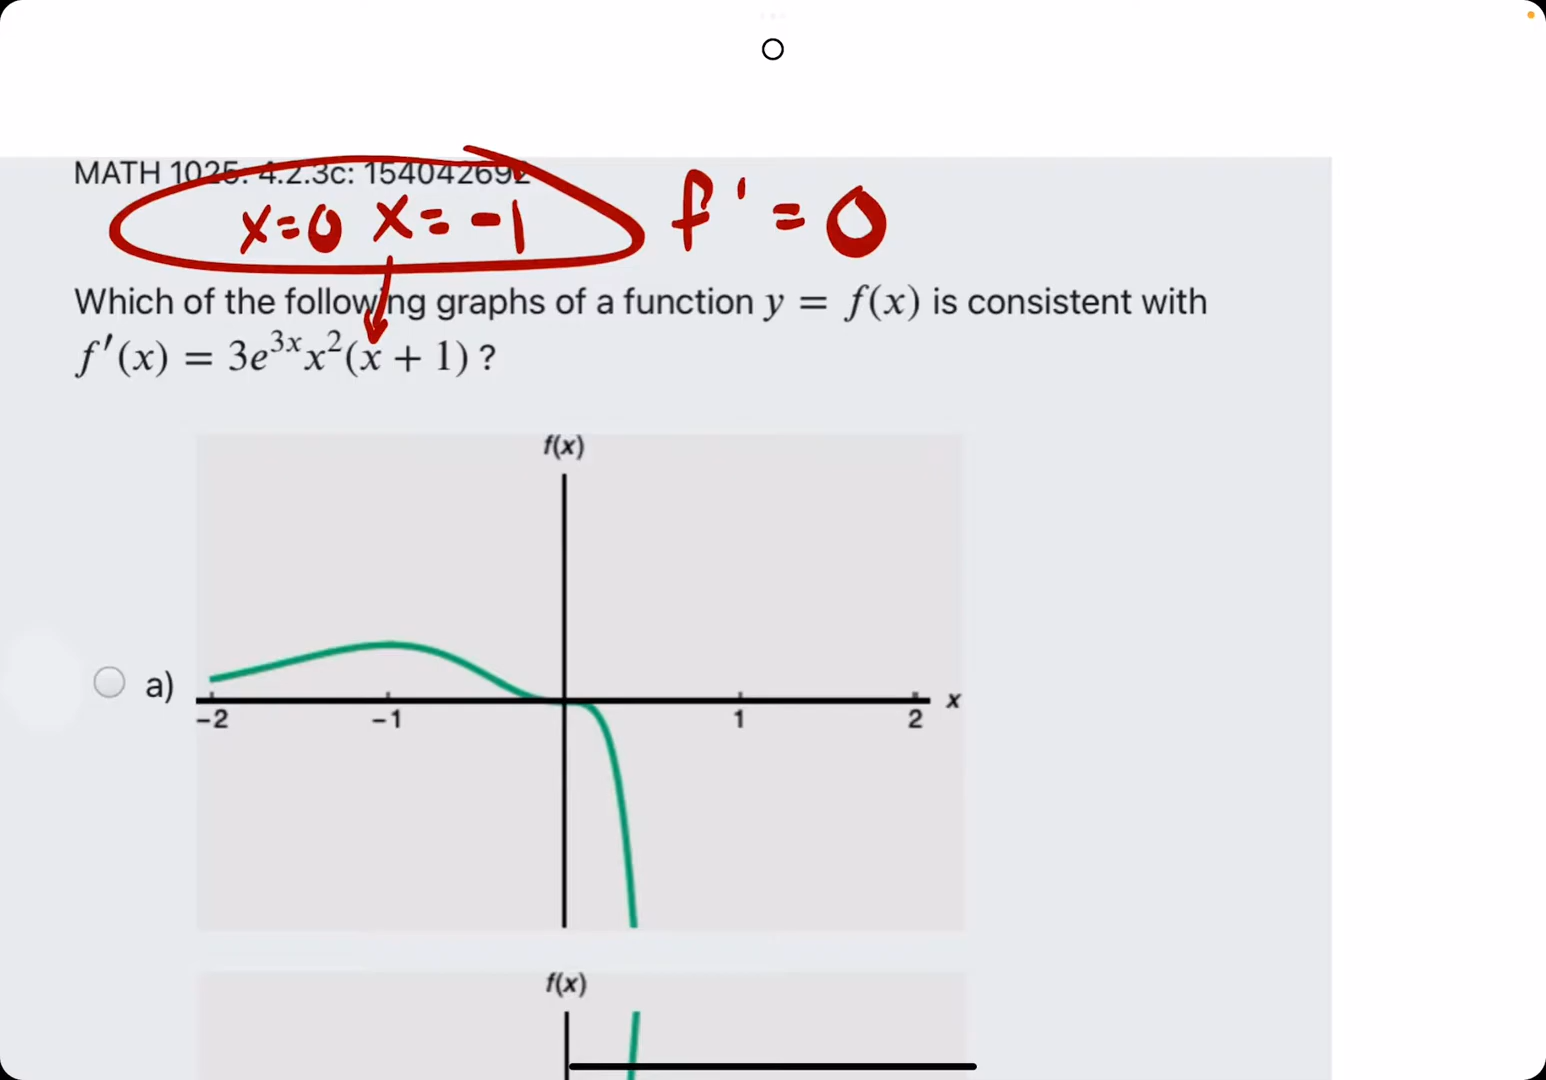 MATH 1025: 4.2.3c: 154042692
x=0 x=-1 f'=0
Which of the following graphs of a function y = f(x) is consistent with
f′(x) = 3e^{3x}x²(x + 1) ?
f(x)
a)
x
−2 −1 1 2
f(x)